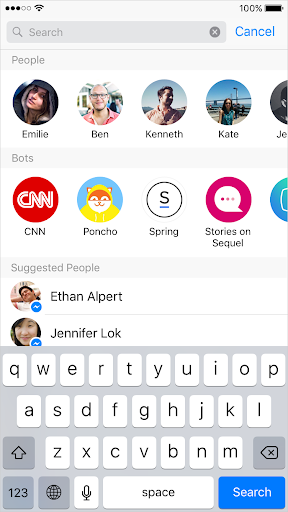 100%
Search
Cancel
People
Emilie
Ben
Kenneth
Kate
Je
Bots
CNN
S
CNN
Poncho
Spring
Stories on
Sequel
Suggested People
Ethan Alpert
Jennifer Lok
q w e r t y u i o p
a s d f g h j k l
z x c v b n m
123
space
Search